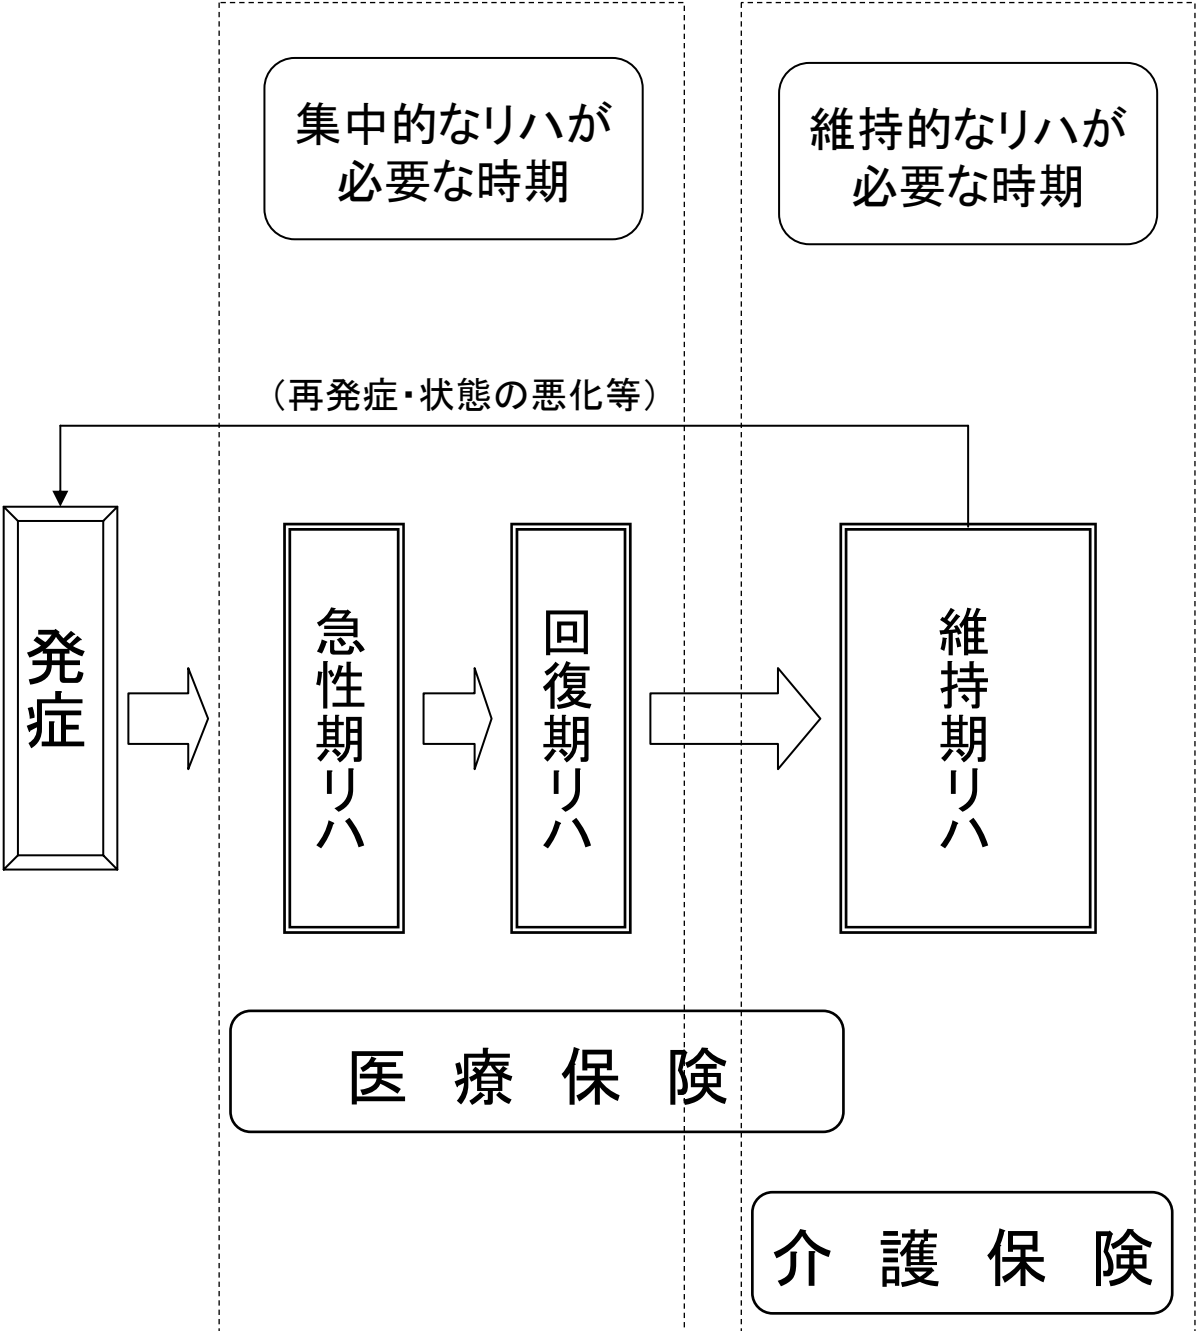 集中的なリハが
必要な時期
維持的なリハが
必要な時期
（再発症・状態の悪化等）
発症
急性期リハ
回復期リハ
維持期リハ
医療保険
介護保険